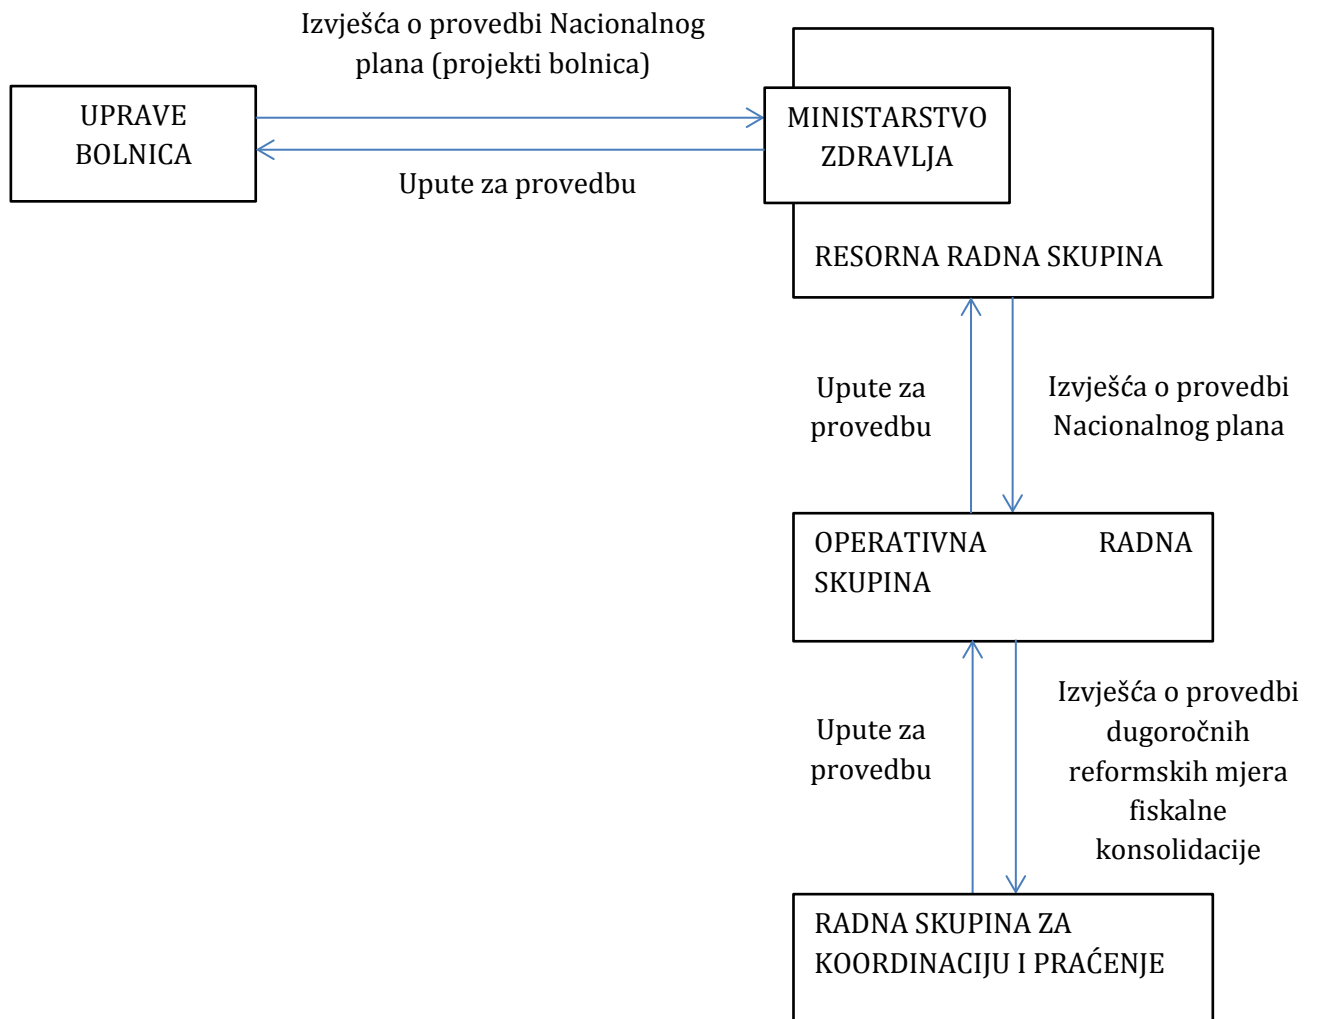 Izvješća o provedbi Nacionalnog
plana (projekti bolnica)
UPRAVE
BOLNICA
MINISTARSTVO
ZDRAVLJA
Upute za provedbu
RESORNA RADNA SKUPINA
Upute za
provedbu
Izvješća o provedbi
Nacionalnog plana
OPERATIVNA RADNA
SKUPINA
Upute za
provedbu
Izvješća o provedbi
dugoročnih
reformskih mjera
fiskalne
konsolidacije
RADNA SKUPINA ZA
KOORDINACIJU I PRAĆENJE